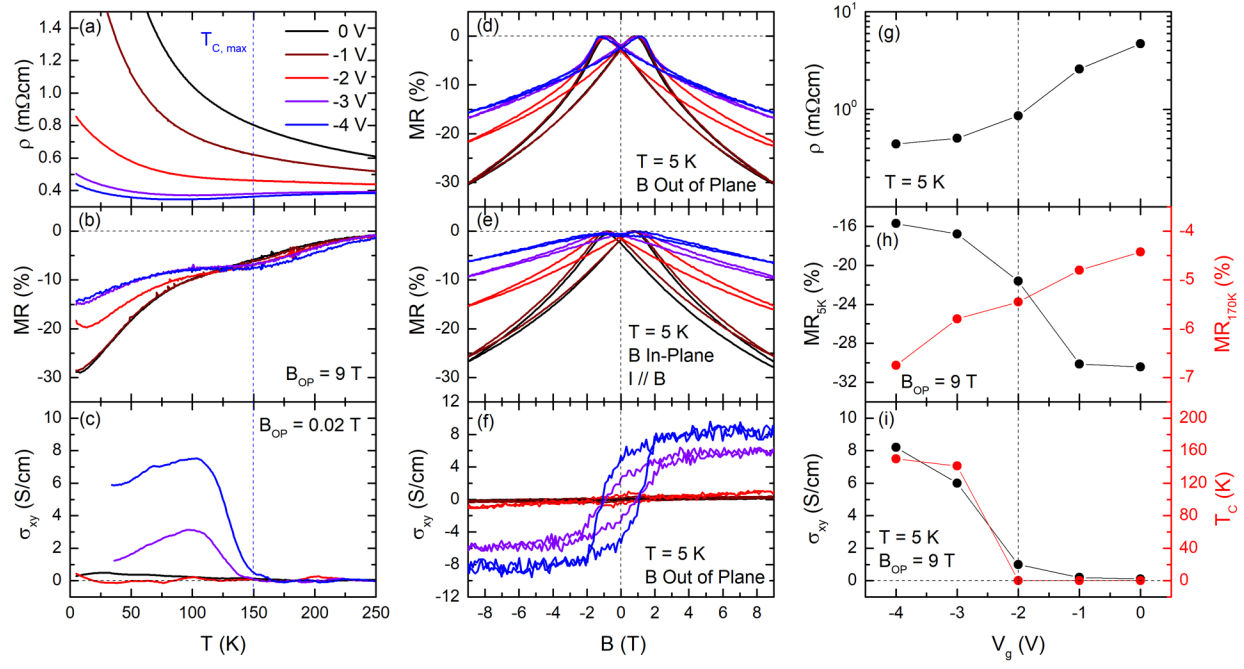 (a)
T_C, max
0 V
-1 V
-2 V
-3 V
-4 V
1.4
1.2
1.0
0.8
0.6
0.4
ρ (mΩcm)
(b)
0
-10
-20
-30
MR (%)
B_OP = 9 T
(c)
B_OP = 0.02 T
10
8
6
4
2
0
σ_xy (S/cm)
0 50 100 150 200 250
T (K)
(d)
0
-10
-20
-30
MR (%)
T = 5 K
B Out of Plane
(e)
0
-10
-20
-30
MR (%)
T = 5 K
B In-Plane
I // B
(f)
12
8
4
0
-4
-8
-12
σ_xy (S/cm)
T = 5 K
B Out of Plane
-8 -6 -4 -2 0 2 4 6 8
B (T)
(g)
10^1
10^0
ρ (mΩcm)
T = 5 K
(h)
-16
-20
-24
-28
-32
MR_5K (%)
B_OP = 9 T
-4
-5
-6
-7
MR_170K (%)
(i)
10
8
6
4
2
0
σ_xy (S/cm)
T = 5 K
B_OP = 9 T
200
160
120
80
40
0
T_C (K)
-4 -3 -2 -1 0
V_g (V)